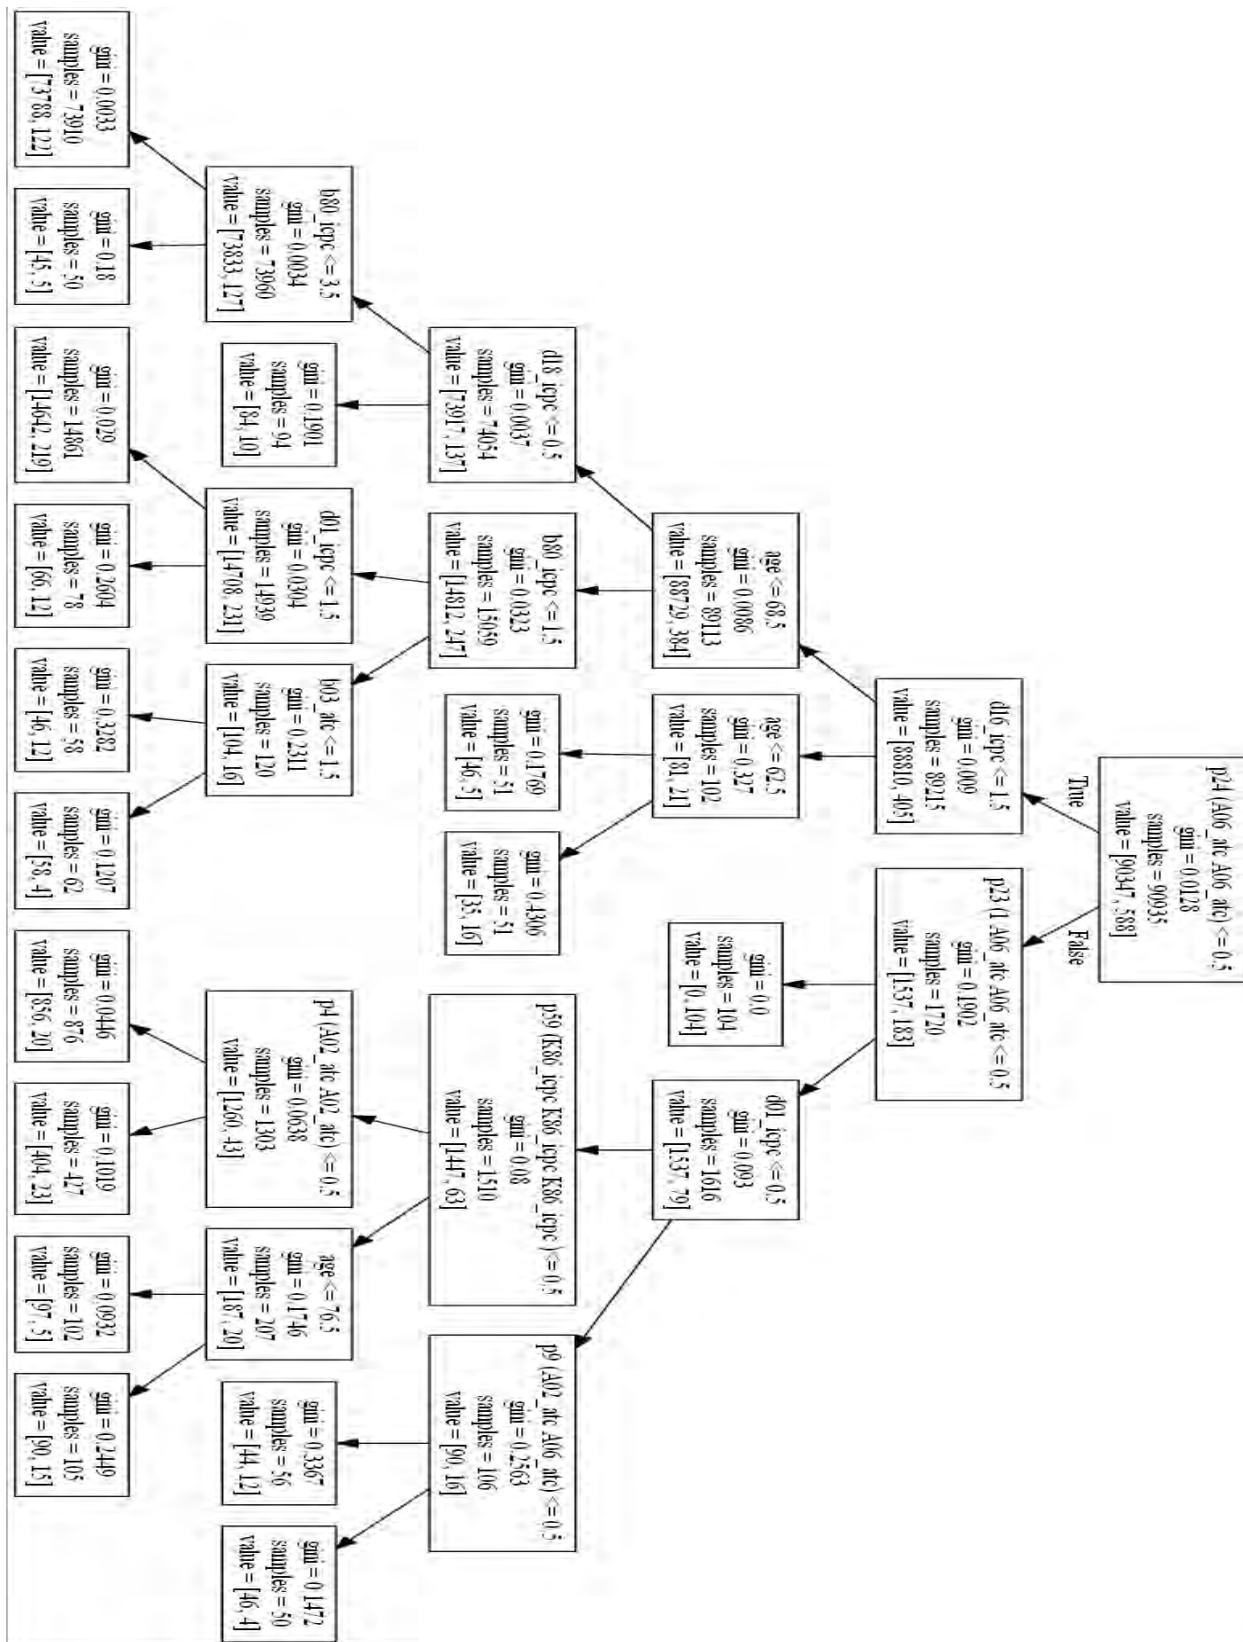 p24 (A06_atc A06_atc) <= 0.5
gini = 0.0128
samples = 90935
value = [90347, 588]
True
False
d16_icpc <= 1.5
gini = 0.009
samples = 89215
value = [88810, 405]
p23 (1 A06_atc A06_atc <= 0.5
gini = 0.1902
samples = 1720
value = [1537, 183]
age <= 68.5
gini = 0.0086
samples = 89113
value = [88729, 384]
age <= 62.5
gini = 0.327
samples = 102
value = [81, 21]
gini = 0.0
samples = 104
value = [0, 104]
d01_icpc <= 0.5
gini = 0.093
samples = 1616
value = [1537, 79]
d18_icpc <= 0.5
gini = 0.0037
samples = 74054
value = [73917, 137]
b80_icpc <= 1.5
gini = 0.0323
samples = 15059
value = [14812, 247]
gini = 0.1769
samples = 51
value = [46, 5]
gini = 0.4306
samples = 51
value = [35, 16]
p59 (K86_icpc K86_icpc K86_icpc ) <= 0.5
gini = 0.08
samples = 1510
value = [1447, 63]
p9 (A02_atc A06_atc) <= 0.5
gini = 0.2563
samples = 106
value = [90, 16]
b80_icpc <= 3.5
gini = 0.0034
samples = 73960
value = [73833, 127]
gini = 0.1901
samples = 94
value = [84, 10]
d01_icpc <= 1.5
gini = 0.0304
samples = 14939
value = [14708, 231]
b03_atc <= 1.5
gini = 0.2311
samples = 120
value = [104, 16]
p4 (A02_atc A02_atc) <= 0.5
gini = 0.0638
samples = 1303
value = [1260, 43]
age <= 76.5
gini = 0.1746
samples = 207
value = [187, 20]
gini = 0.3367
samples = 56
value = [44, 12]
gini = 0.1472
samples = 50
value = [46, 4]
gini = 0.0033
samples = 73910
value = [73788, 122]
gini = 0.18
samples = 50
value = [45, 5]
gini = 0.029
samples = 14861
value = [14642, 219]
gini = 0.2604
samples = 78
value = [66, 12]
gini = 0.3282
samples = 58
value = [46, 12]
gini = 0.1207
samples = 62
value = [58, 4]
gini = 0.0446
samples = 876
value = [856, 20]
gini = 0.1019
samples = 427
value = [404, 23]
gini = 0.0932
samples = 102
value = [97, 5]
gini = 0.2449
samples = 105
value = [90, 15]